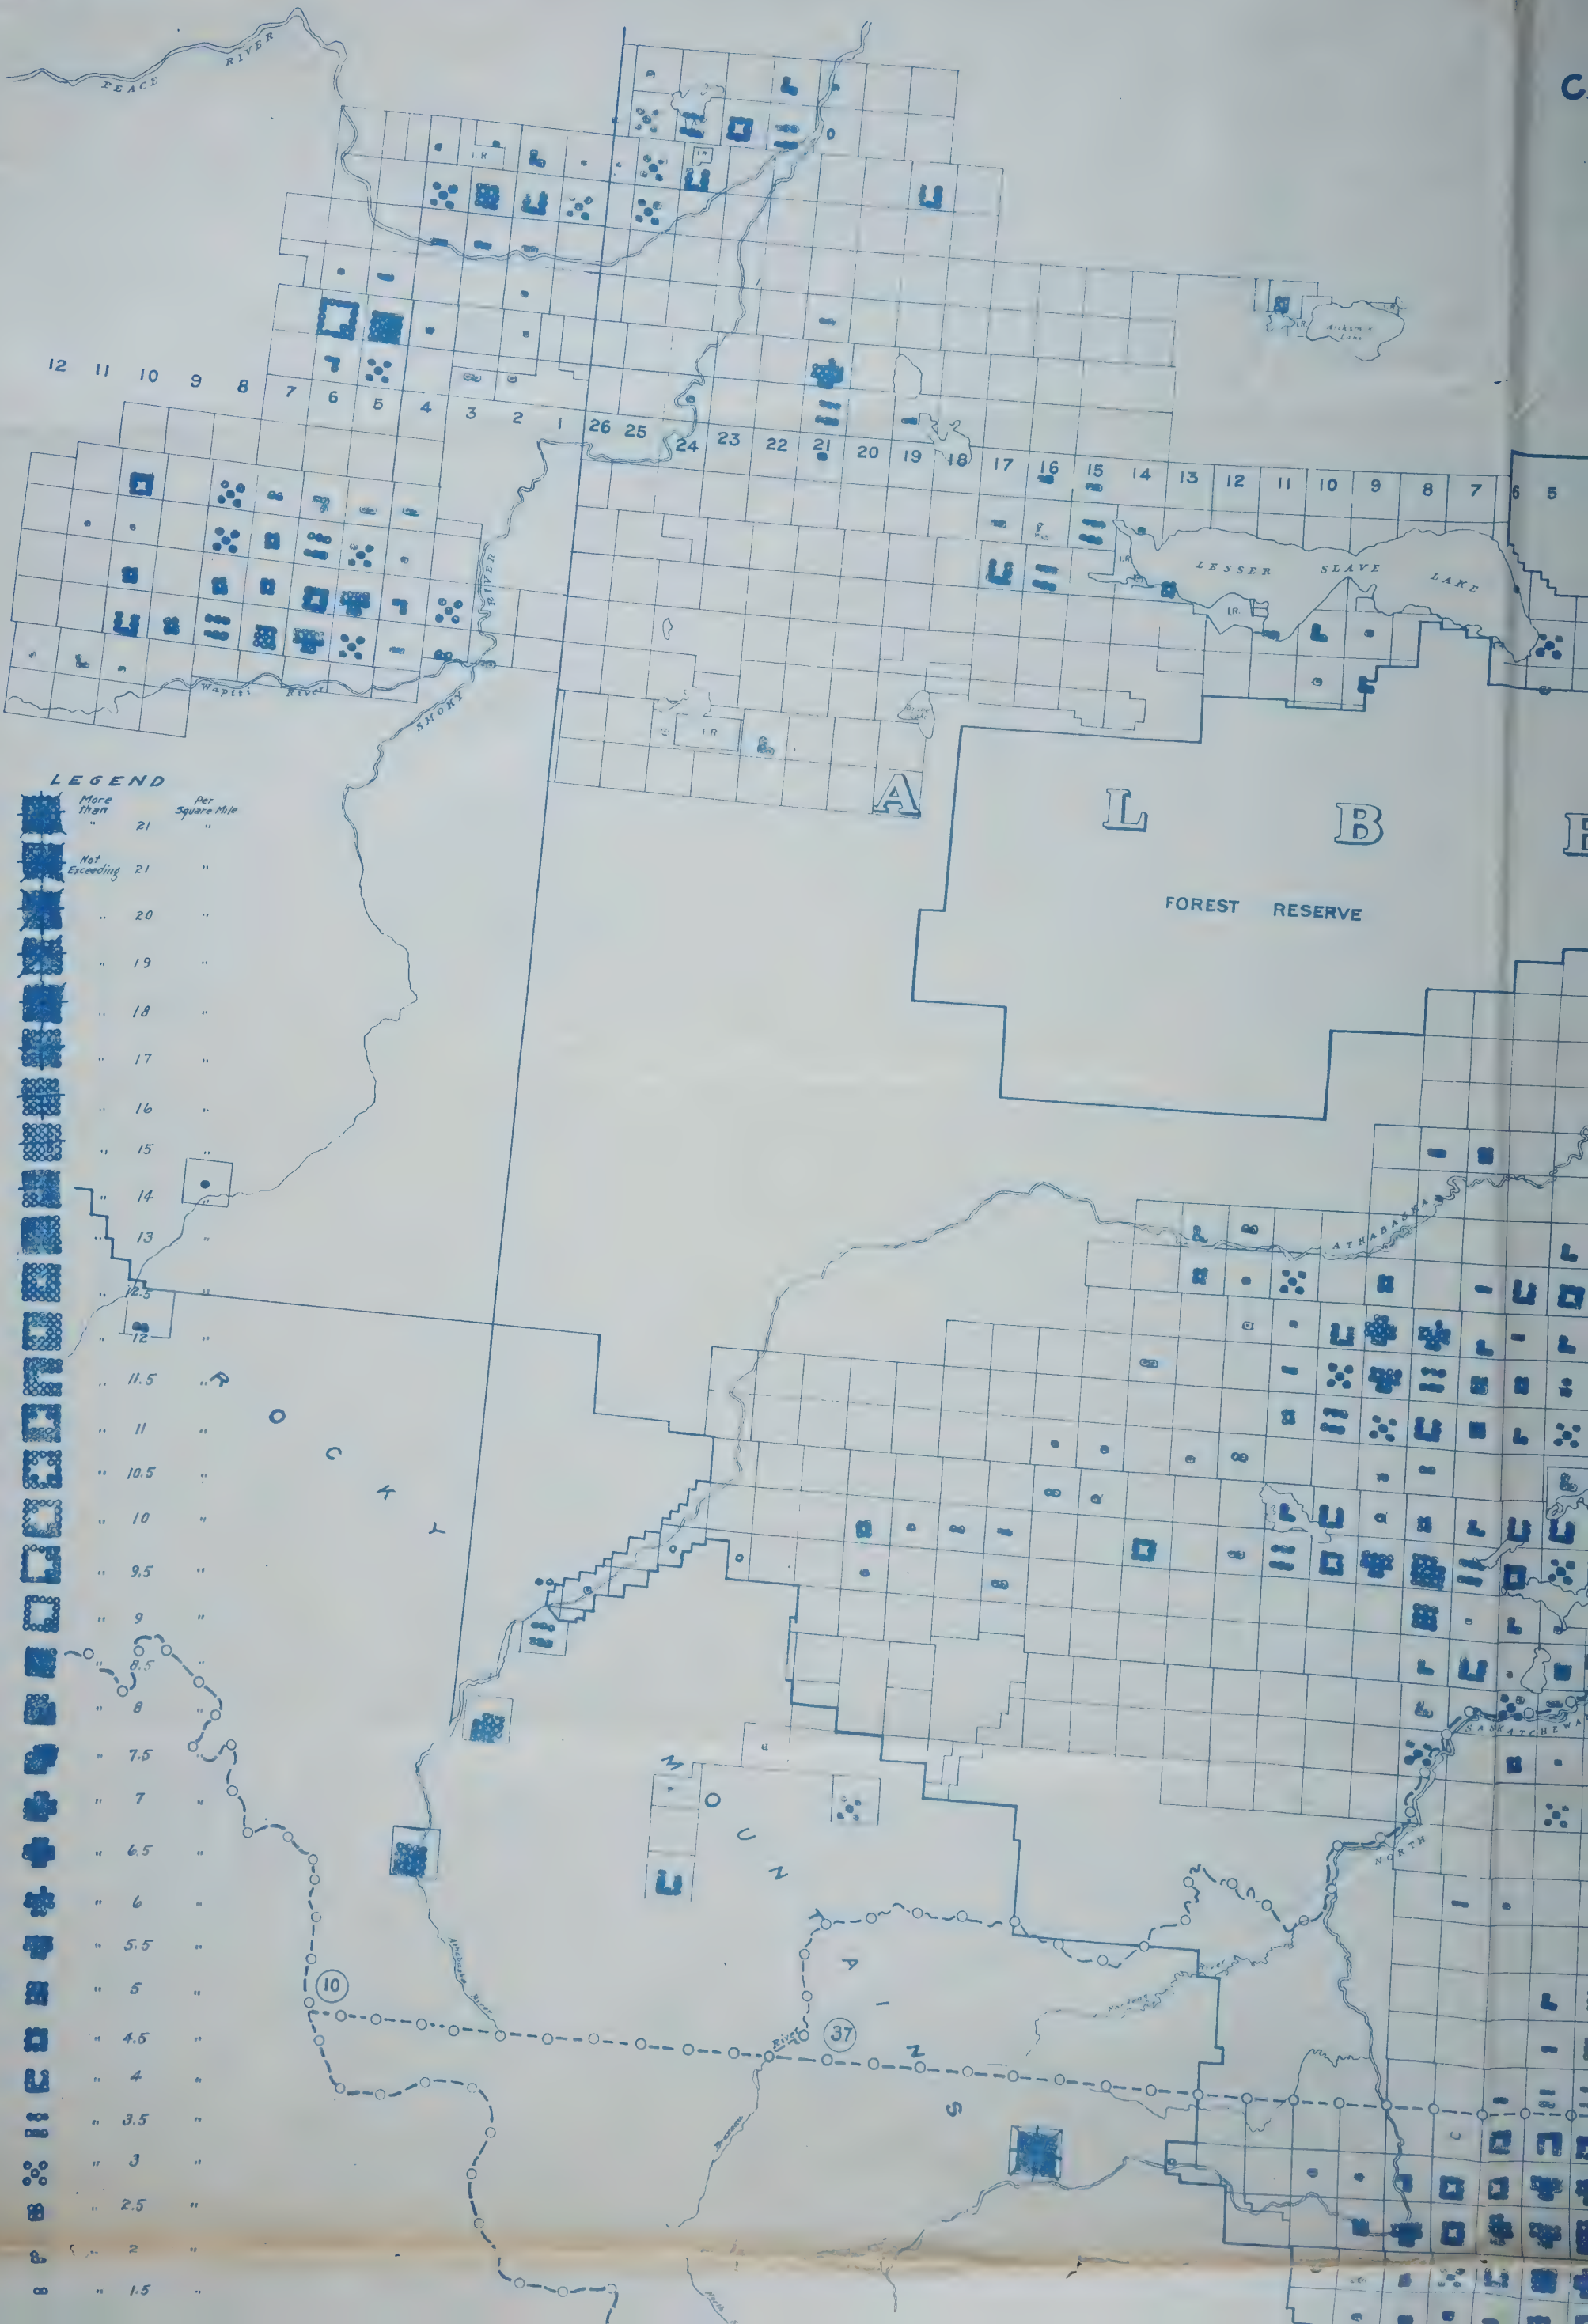 C
PEACE RIVER
I.R
I.R
I.R
Lake
12 11 10 9 8 7 6 5 4 3 2 1 26 25 24 23 22 21 20 19 18 17 16 15 14 13 12 11 10 9 8 7 6 5
RIVER
I.R
LESSER SLAVE LAKE
I.R.
Wapiti River
SMOKY
I R
LEGEND
More than 21 Per Square Mile
" "
Not Exceeding 21 "
" 20 "
" 19 "
" 18 "
" 17 "
" 16 "
" 15 "
" 14 "
" 13 "
" 12.5 "
" 12
" 11.5 "
" 11 "
" 10.5 "
" 10 "
" 9.5 "
" 9 "
" 8.5 "
" 8 "
" 7.5 "
" 7 "
" 6.5 "
" 6 "
" 5.5 "
" 5 "
" 4.5 "
" 4 "
" 3.5 "
" 3 "
" 2.5 "
" 2 "
" 1.5 "
A L B
FOREST RESERVE
ATHABASKA
ROCKY
MOUNTAINS
SASKATCHEWA
NORTH
Athabaska River
10
37
River
River
Brazeau
North